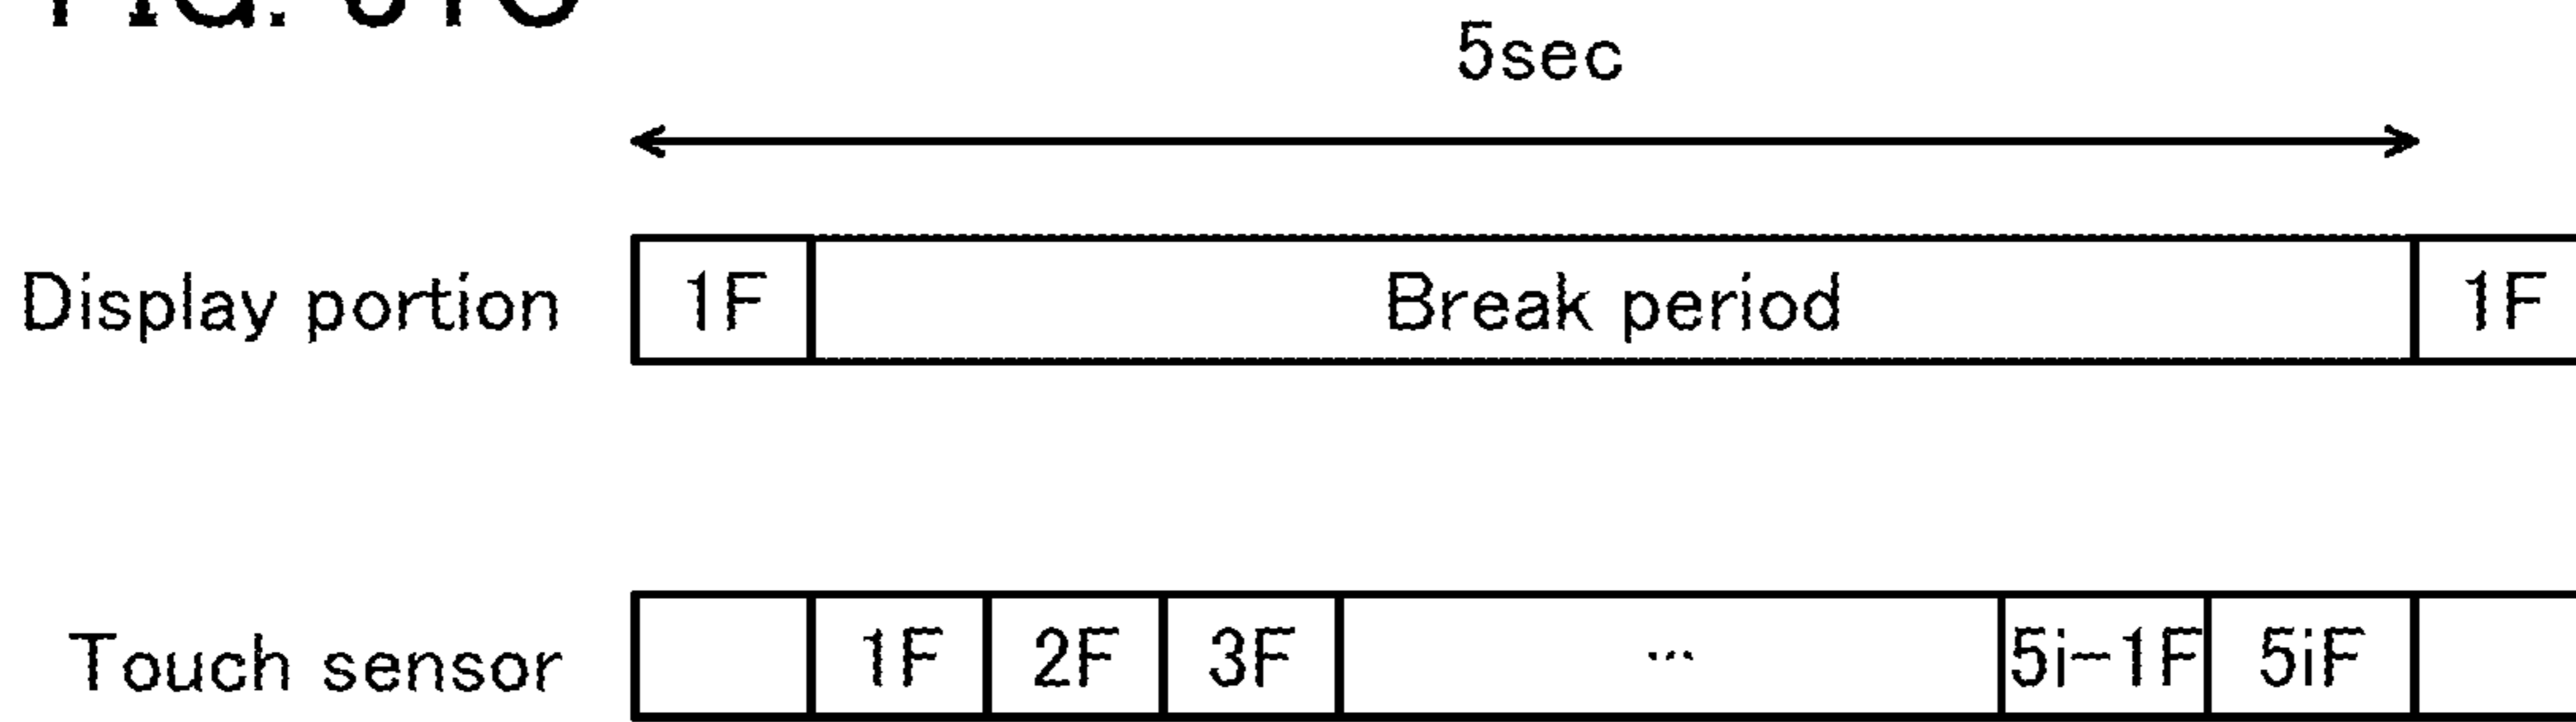 5sec
Display portion 1F Break period 1F
Touch sensor 1F 2F 3F ... 5i-1F 5iF